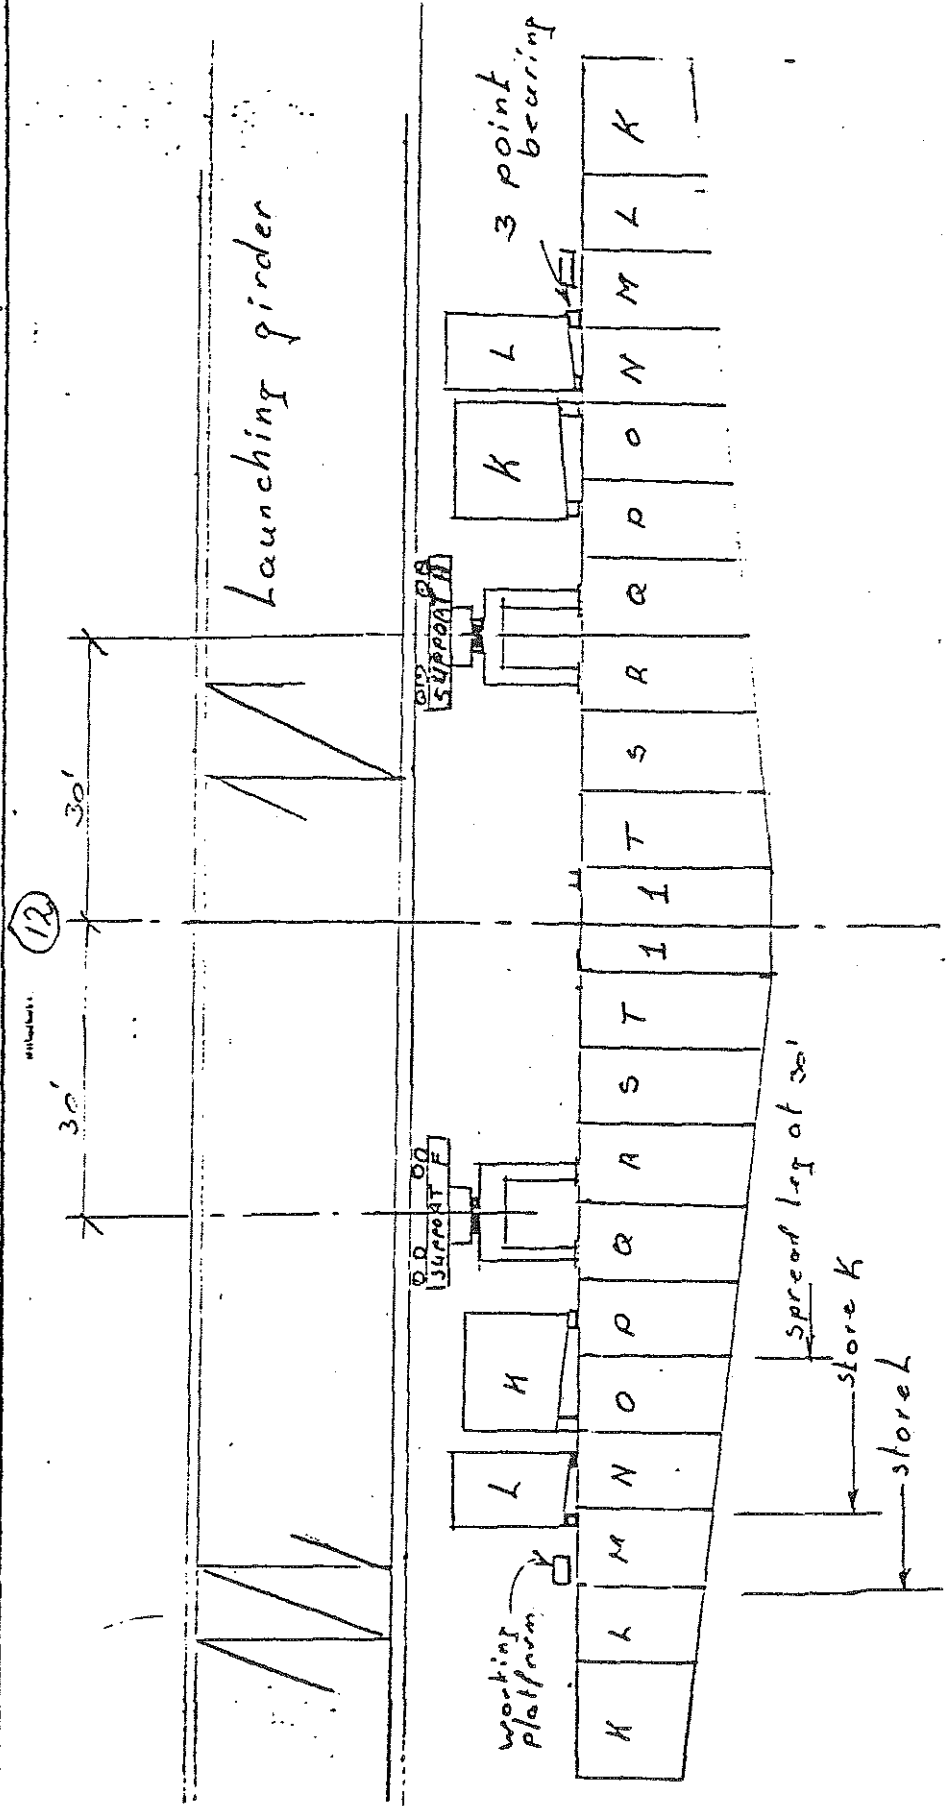 12
30' 30'
Launching girder
SUPPORT F SUPPORT H
3 point
bearing
working
platform
L K K L
K L M N O P Q R S T 1 1 T S R Q P O N M L K
spread leg at 30'
store K
store L